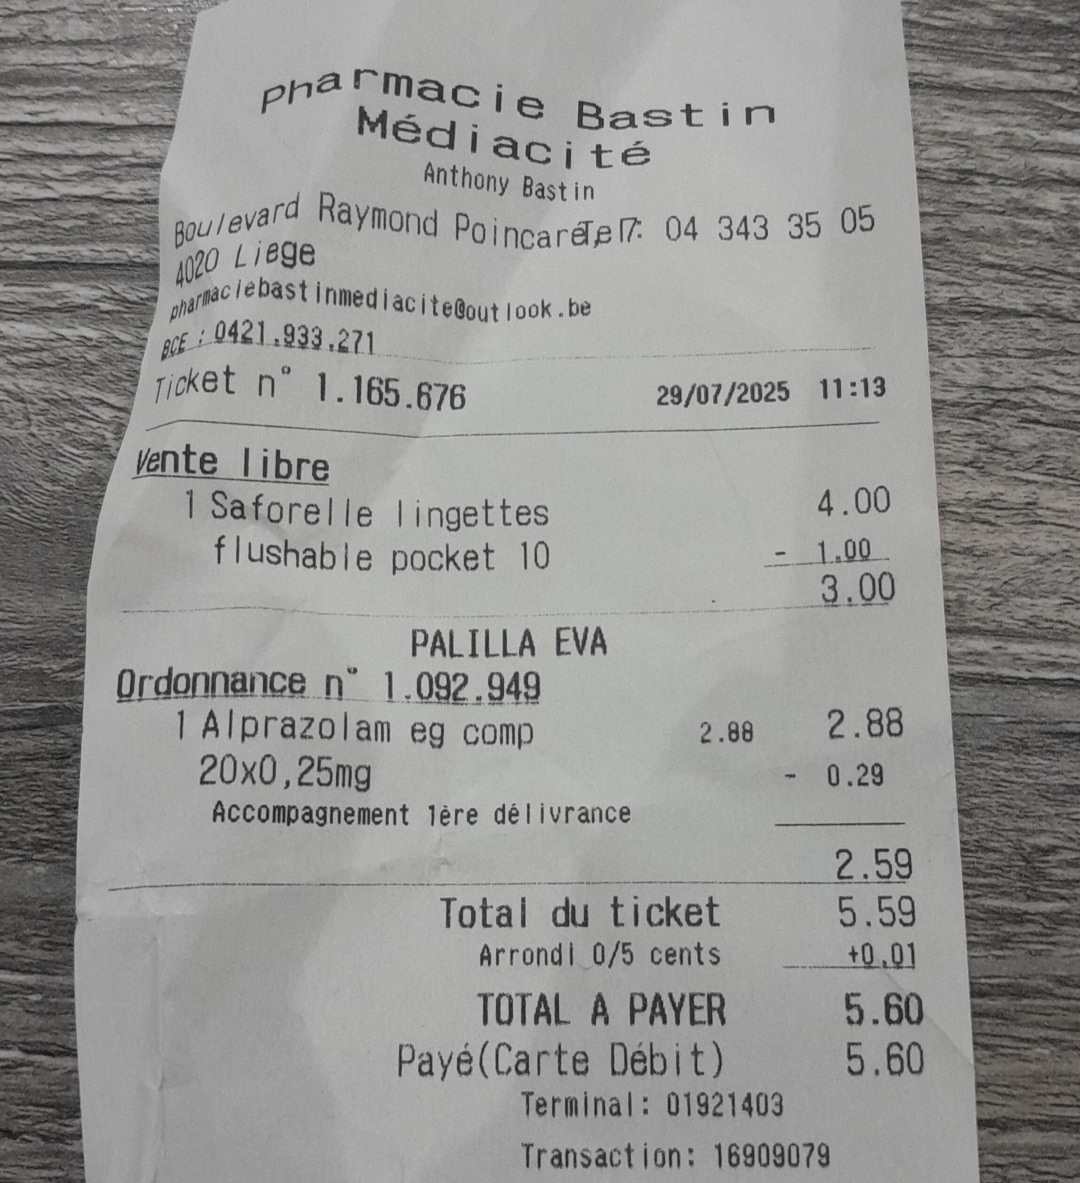 Pharmacie Bastin
Médiacité
Anthony Bastin
Boulevard Raymond Poincaré 7 Tel: 04 343 35 05
4020 Liege
pharmaciebastinmediacite@outlook.be
BCE : 0421.933.271
Ticket n° 1.165.676 29/07/2025 11:13
Vente libre
1 Saforelle lingettes 4.00
flushable pocket 10 - 1.00
3.00
PALILLA EVA
Ordonnance n° 1.092.949
1 Alprazolam eg comp 2.88 2.88
20x0,25mg - 0.29
Accompagnement 1ère délivrance
2.59
Total du ticket 5.59
Arrondi 0/5 cents +0.01
TOTAL A PAYER 5.60
Payé(Carte Débit) 5.60
Terminal: 01921403
Transaction: 16909079